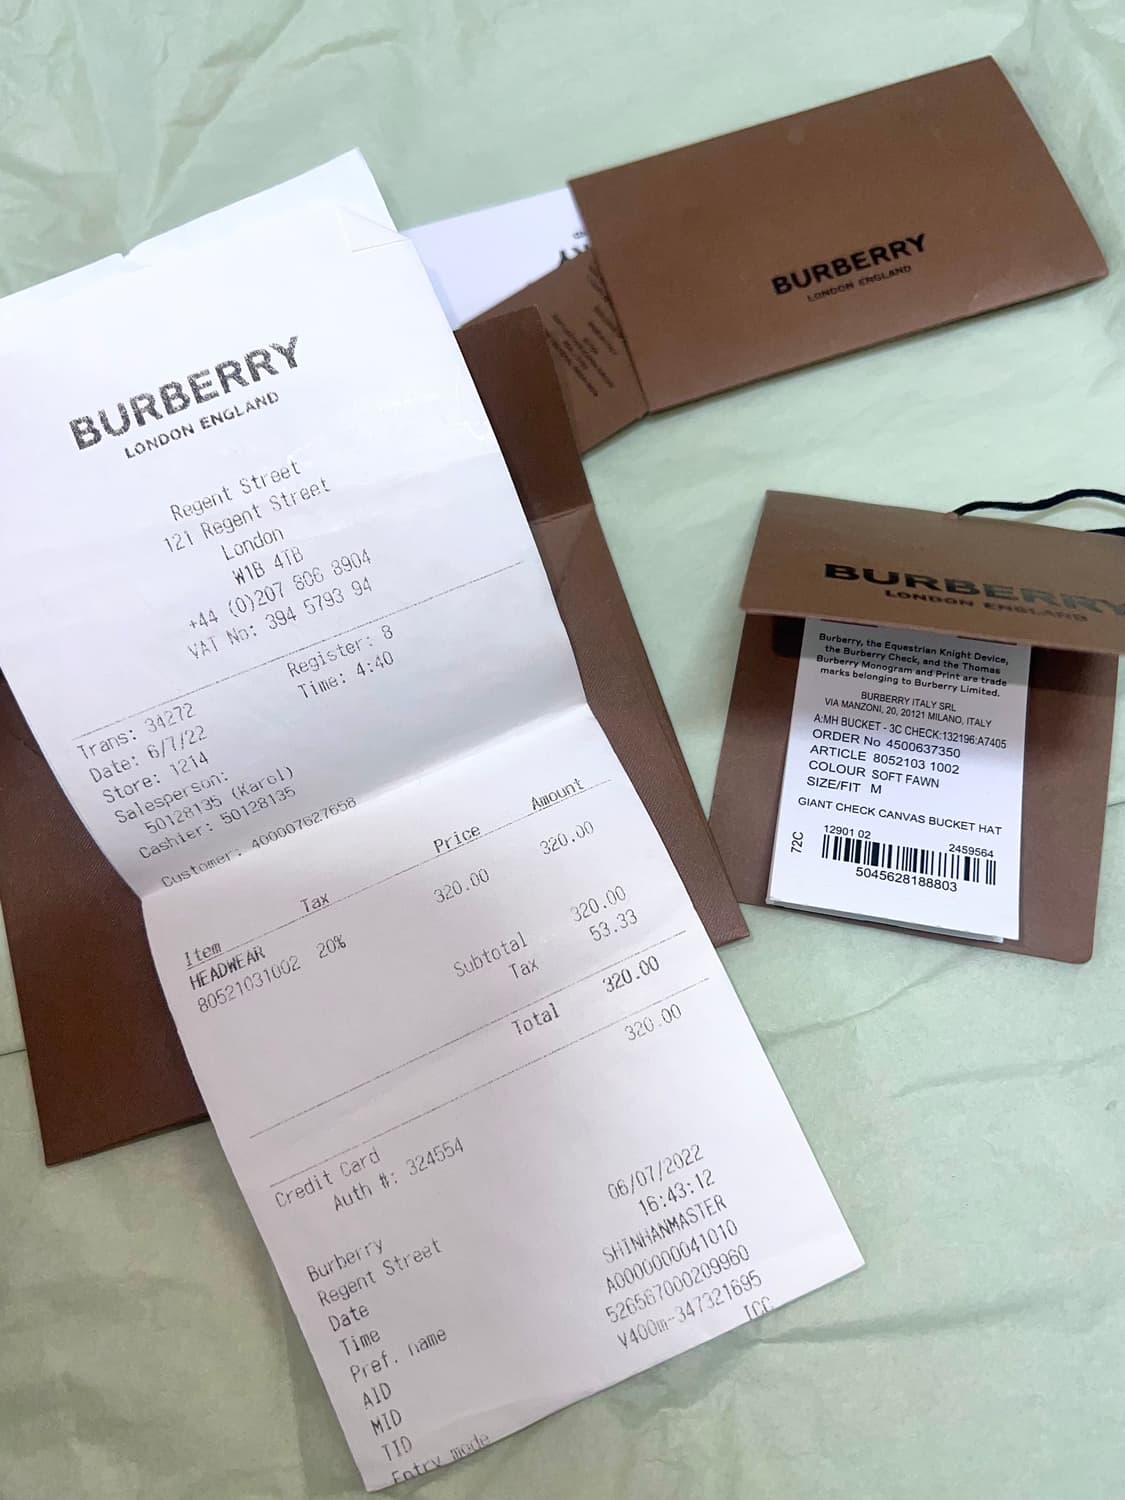 BURBERRY
LONDON ENGLAND
Regent Street
121 Regent Street
London
W1B 4TB
+44 (0)207 806 8904
VAT No: 394 5793 94
Register: 8
Time: 4:40
Trans: 34272
Date: 6/7/22
Store: 1214
Salesperson:
50128135 (Karol)
Cashier: 50128135
Customer: 400007627658
Item Tax Price Amount
HEADWEAR
80521031002 20% 320.00 320.00
Subtotal 320.00
Tax 53.33
Total 320.00
Credit Card 320.00
Auth #: 324554
Burberry
Regent Street
Date 06/07/2022
Time 16:43:12
Pref. name SHINHANMASTER
AID A0000000041010
MID 526567000209960
TID V400m-347321695
Entry mode ICC
BURBERRY
LONDON ENGLAND
BURBERRY
LONDON ENGLAND
Burberry, the Equestrian Knight Device,
the Burberry Check, and the Thomas
Burberry Monogram and Print are trade
marks belonging to Burberry Limited.
BURBERRY ITALY SRL
VIA MANZONI, 20, 20121 MILANO, ITALY
A:MH BUCKET - 3C CHECK:132196:A7405
ORDER No 4500637350
ARTICLE 8052103 1002
COLOUR SOFT FAWN
SIZE/FIT M
GIANT CHECK CANVAS BUCKET HAT
72C
12901 02 2459564
5045628188803